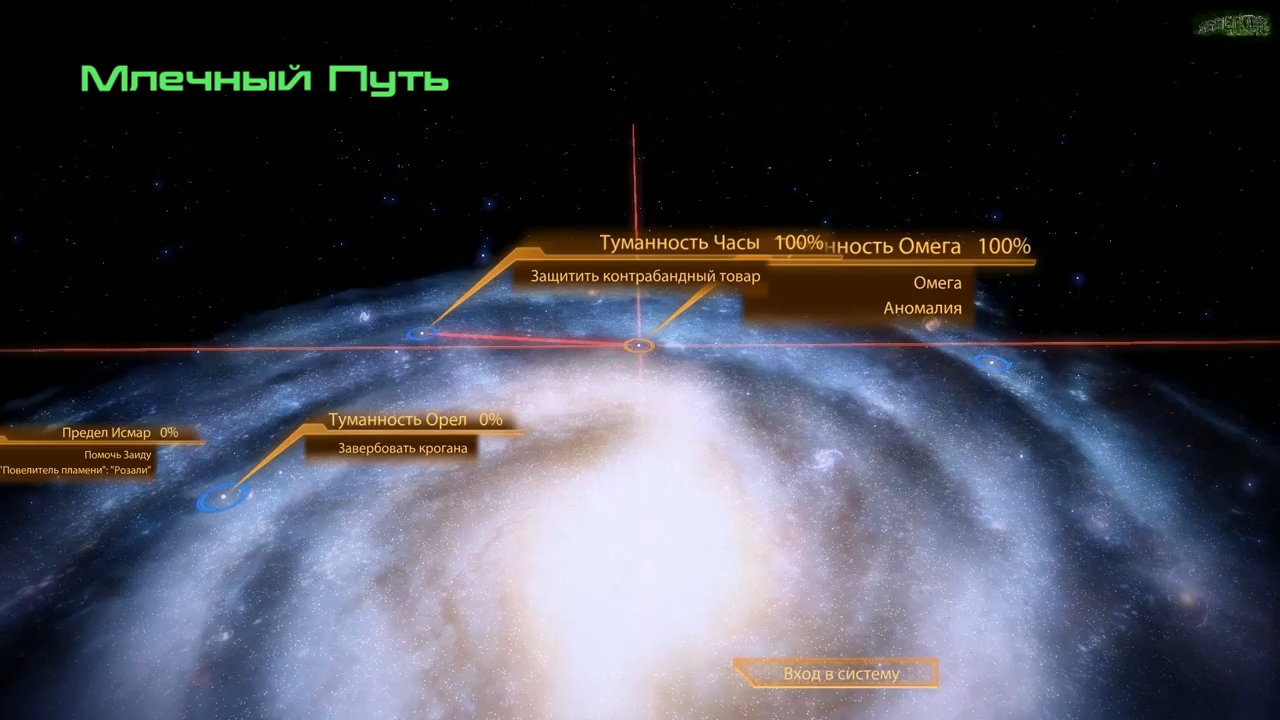 Млечный Путь
Туманность Часы 100%
нность Омега 100%
Защитить контрабандный товар
Омега
Аномалия
Туманность Орел 0%
Завербовать крогана
Предел Исмар 0%
Помочь Заиду
"Повелитель пламени": "Розали"
Вход в систему